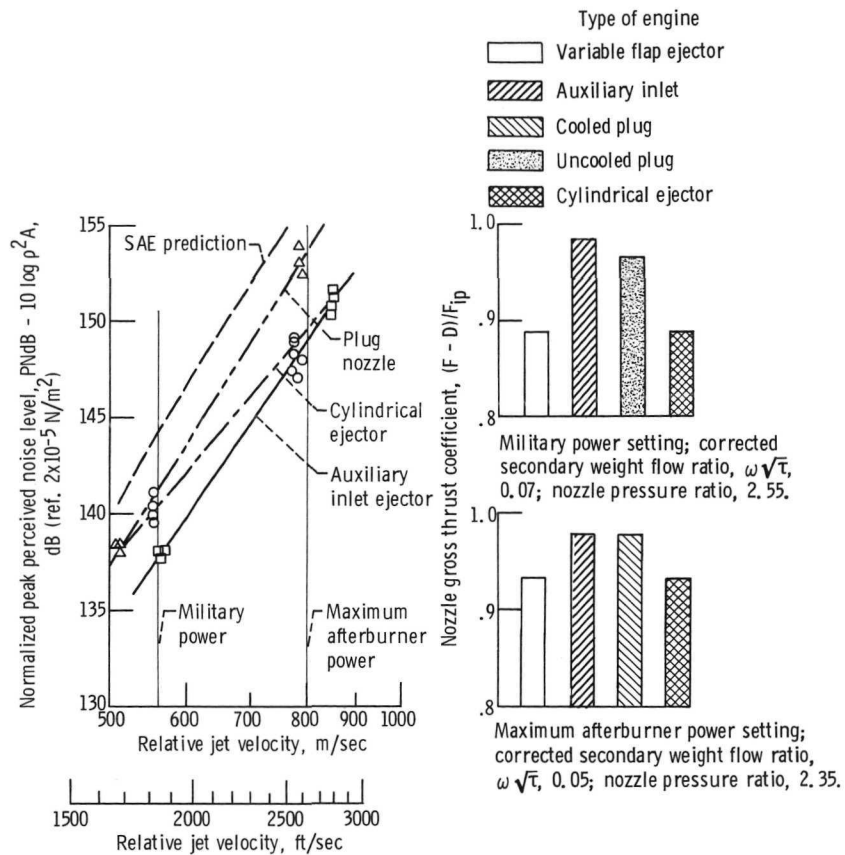 Type of engine
Variable flap ejector
Auxiliary inlet
Cooled plug
Uncooled plug
Cylindrical ejector
Normalized peak perceived noise level, PNdB - 10 log ρ²A,
dB (ref. 2x10⁻⁵ N/m²)
155
150
145
140
135
130
SAE prediction
Plug
nozzle
Cylindrical
ejector
Auxiliary
inlet ejector
Military
power
Maximum
afterburner
power
500
600
700
800
900
1000
Relative jet velocity, m/sec
1500
2000
2500
3000
Relative jet velocity, ft/sec
Nozzle gross thrust coefficient, (F - D)/Fip
1.0
.9
.8
Military power setting; corrected
secondary weight flow ratio, ω√τ,
0.07; nozzle pressure ratio, 2.55.
1.0
.9
.8
Maximum afterburner power setting;
corrected secondary weight flow ratio,
ω√τ, 0.05; nozzle pressure ratio, 2.35.